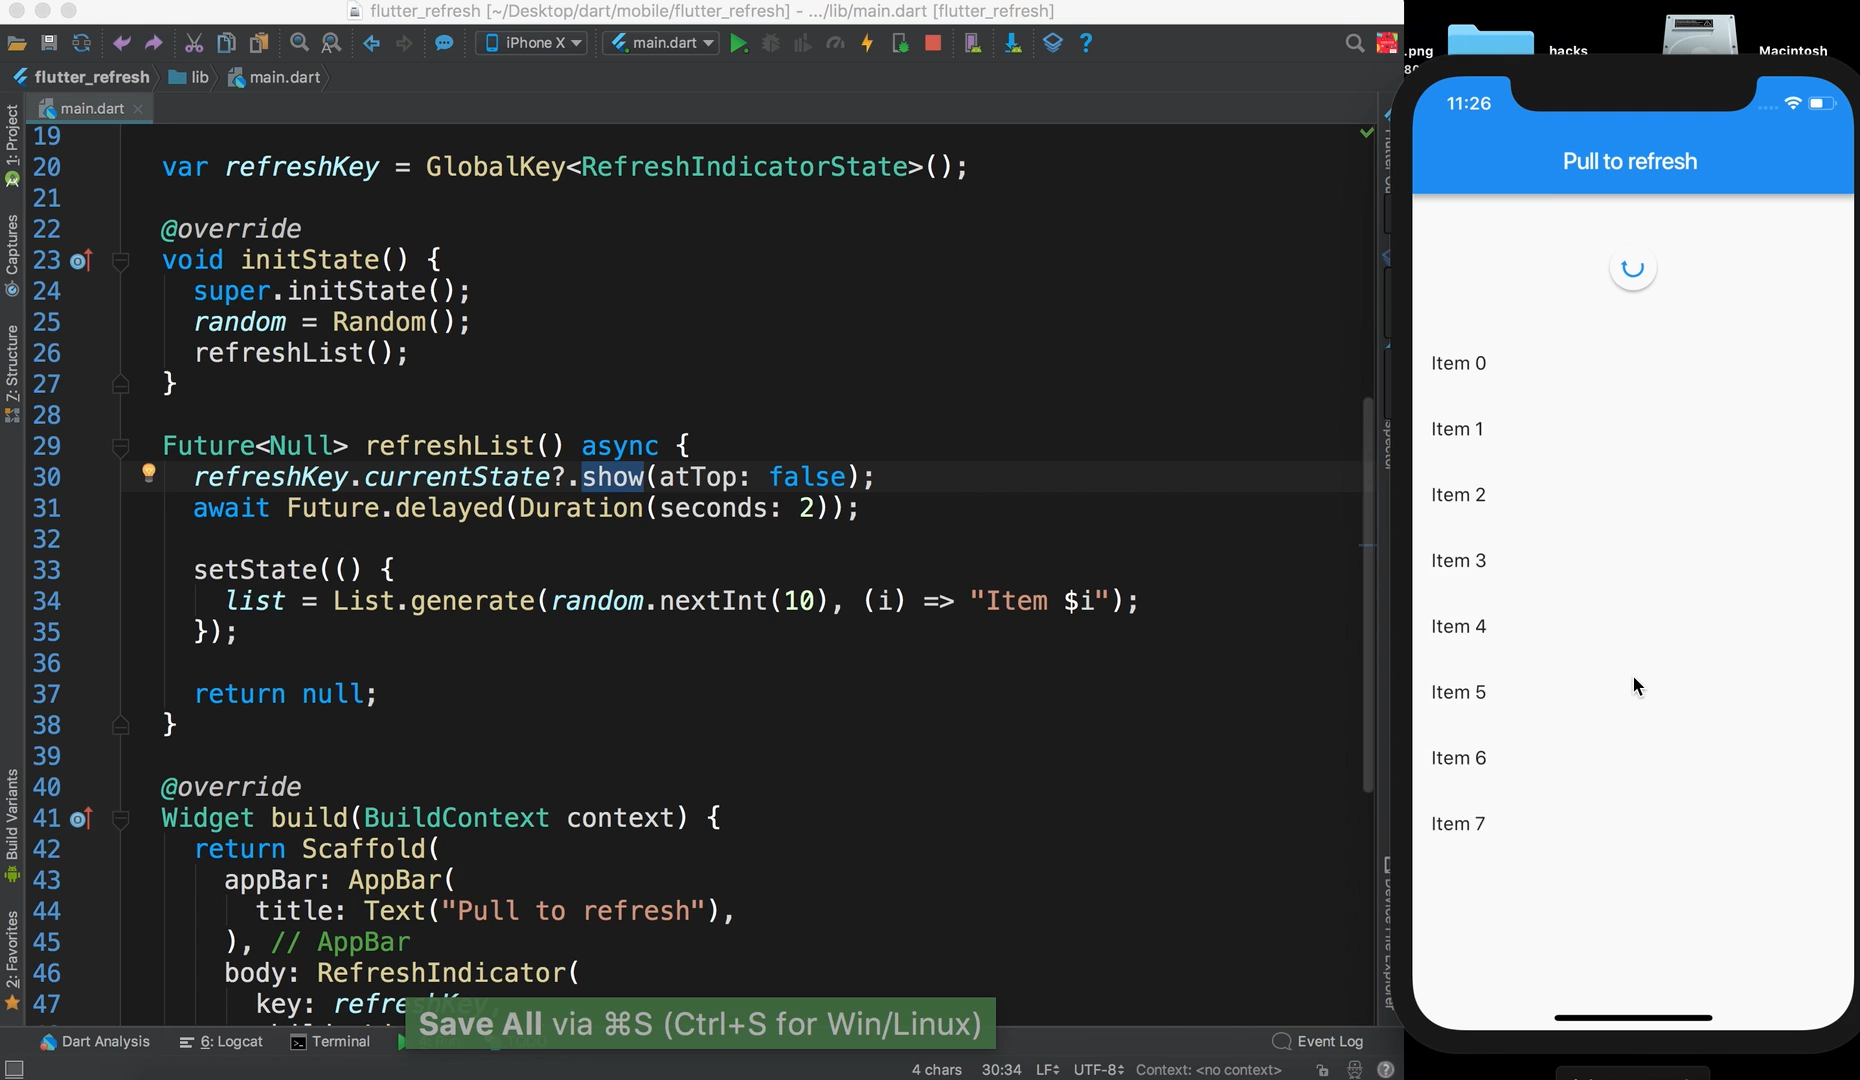 flutter_refresh [~/Desktop/dart/mobile/flutter_refresh] - .../lib/main.dart [flutter_refresh]
iPhone X
main.dart
.png
hacks
Macintosh
flutter_refresh
lib
main.dart
main.dart
1: Project
Captures
Z: Structure
Build Variants
2: Favorites
19
20 var refreshKey = GlobalKey<RefreshIndicatorState>();
21
22 @override
23 void initState() {
24 super.initState();
25 random = Random();
26 refreshList();
27 }
28
29 Future<Null> refreshList() async {
30 refreshKey.currentState?.show(atTop: false);
31 await Future.delayed(Duration(seconds: 2));
32
33 setState(() {
34 list = List.generate(random.nextInt(10), (i) => "Item $i");
35 });
36
37 return null;
38 }
39
40 @override
41 Widget build(BuildContext context) {
42 return Scaffold(
43 appBar: AppBar(
44 title: Text("Pull to refresh"),
45 ), // AppBar
46 body: RefreshIndicator(
47 key: refreshKey,
Save All via ⌘S (Ctrl+S for Win/Linux)
Dart Analysis
6: Logcat
Terminal
Event Log
4 chars
30:34
LF
UTF-8
Context: <no context>
11:26
Pull to refresh
Item 0
Item 1
Item 2
Item 3
Item 4
Item 5
Item 6
Item 7